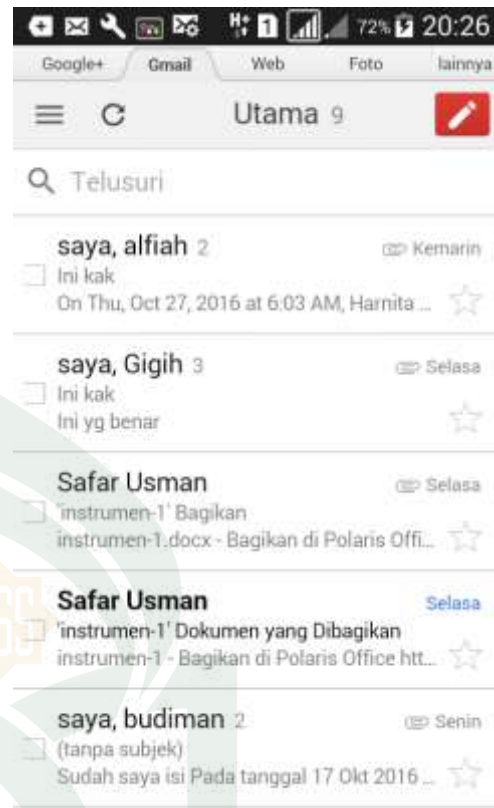 72% 20:26
Google+ Gmail Web Foto lainnya
Utama 9
Telusuri
saya, alfiah 2 Kemarin
Ini kak
On Thu, Oct 27, 2016 at 6:03 AM, Harnita ...
saya, Gigih 3 Selasa
Ini kak
Ini yg benar
Safar Usman Selasa
'instrumen-1' Bagikan
instrumen-1.docx - Bagikan di Polaris Offi...
Safar Usman Selasa
'instrumen-1' Dokumen yang Dibagikan
instrumen-1 - Bagikan di Polaris Office htt...
saya, budiman 2 Senin
(tanpa subjek)
Sudah saya isi Pada tanggal 17 Okt 2016 ...